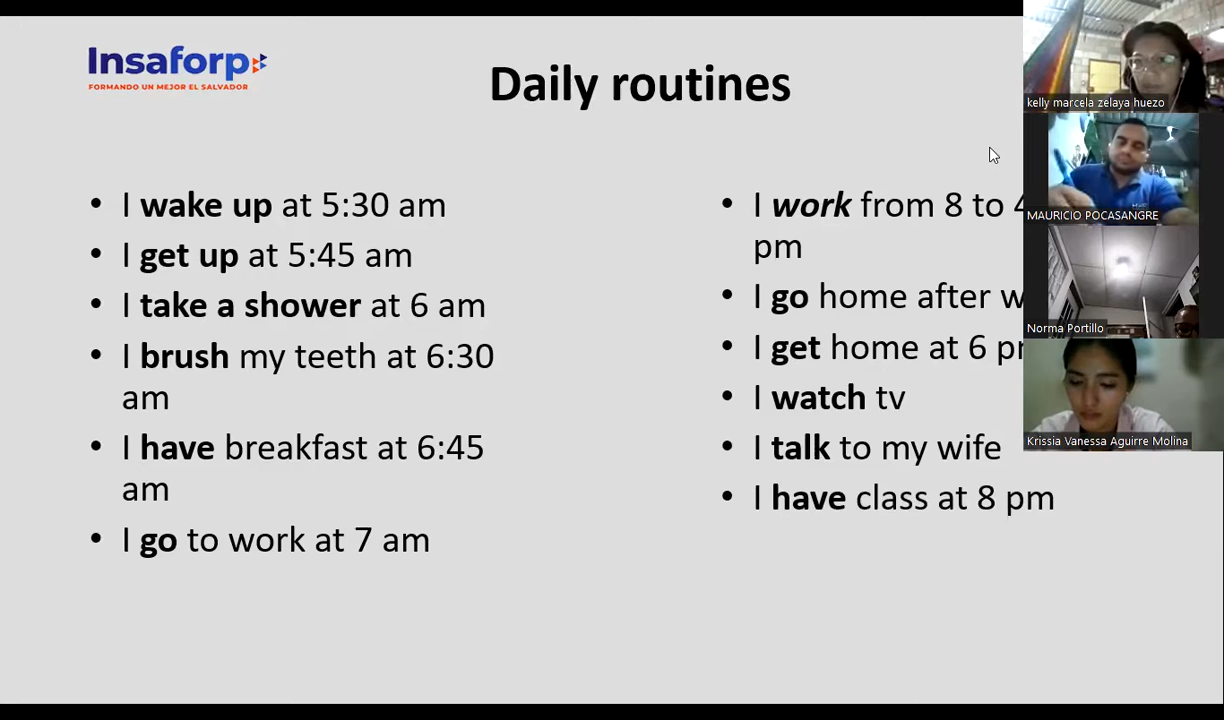 Insaforp
FORMANDO UN MEJOR EL SALVADOR
Daily routines
• I wake up at 5:30 am
• I get up at 5:45 am
• I take a shower at 6 am
• I brush my teeth at 6:30
am
• I have breakfast at 6:45
am
• I go to work at 7 am
• I work from 8 to
pm
• I go home after
• I get home at 6
• I watch tv
• I talk to my wife
• I have class at 8 pm
kelly marcela zelaya huezo
MAURICIO POCASANGRE
Norma Portillo
Krissia Vanessa Aguirre Molina